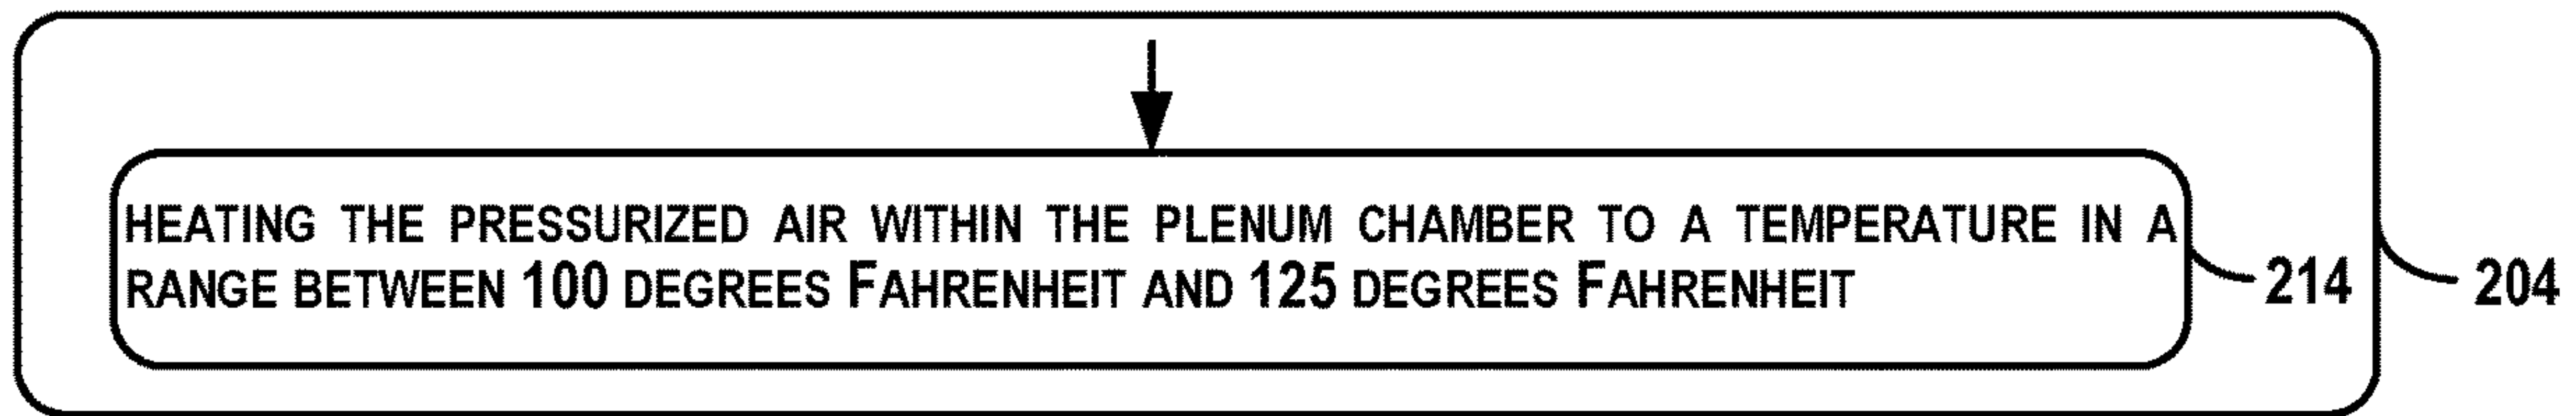 HEATING THE PRESSURIZED AIR WITHIN THE PLENUM CHAMBER TO A TEMPERATURE IN A
RANGE BETWEEN 100 DEGREES FAHRENHEIT AND 125 DEGREES FAHRENHEIT
214
204